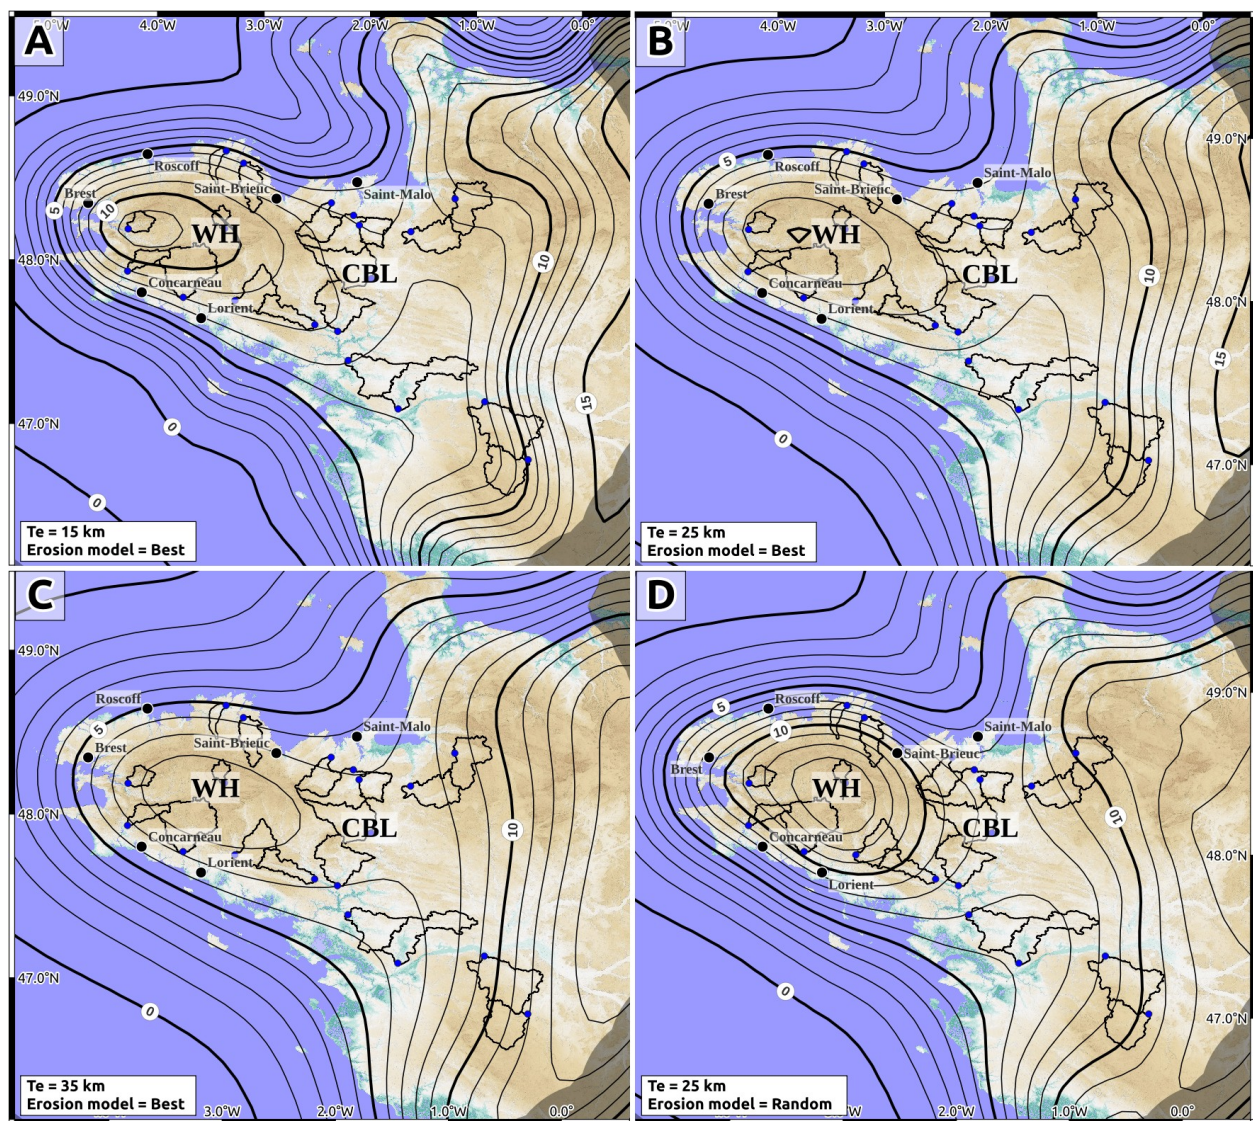 A
5.0°W 4.0°W 3.0°W 2.0°W 1.0°W 0.0°
49.0°N
48.0°N
47.0°N
Roscoff
Brest
Saint-Brieuc
Saint-Malo
5
10
WH
CBL
Concarneau
Lorient
10
15
0
0
Te = 15 km
Erosion model = Best
B
5.0°W 4.0°W 3.0°W 2.0°W 1.0°W 0.0°
49.0°N
48.0°N
47.0°N
5
Roscoff
Brest
Saint-Brieuc
Saint-Malo
WH
CBL
Concarneau
Lorient
10
15
0
Te = 25 km
Erosion model = Best
C
49.0°N
48.0°N
47.0°N
Roscoff
5
Brest
Saint-Brieuc
Saint-Malo
WH
CBL
Concarneau
Lorient
10
0
Te = 35 km
Erosion model = Best
3.0°W 2.0°W 1.0°W 0.0°
D
49.0°N
48.0°N
47.0°N
5
Roscoff
10
Saint-Malo
Saint-Brieuc
Brest
WH
CBL
Concarneau
Lorient
10
0
Te = 25 km
Erosion model = Random
2.0°W 1.0°W 0.0°